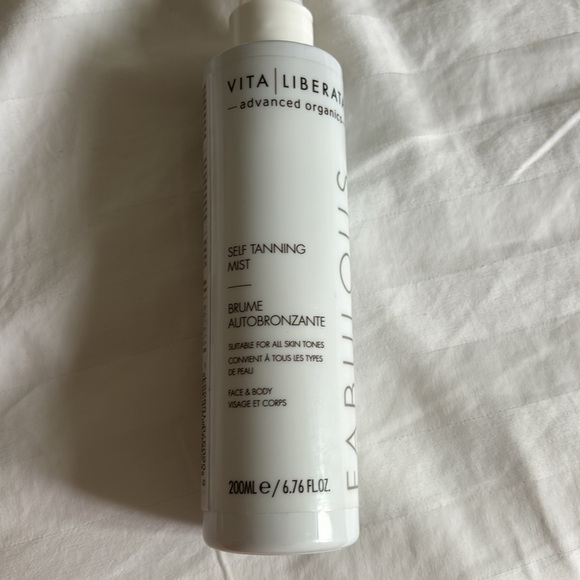 VITA|LIBERATA
advanced organics
SELF TANNING
MIST
BRUME
AUTOBRONZANTE
SUITABLE FOR ALL SKIN TONES
CONVIENT À TOUS LES TYPES
DE PEAU
FACE & BODY
VISAGE ET CORPS
200ML e / 6.76 FL.OZ.
FABULOUS